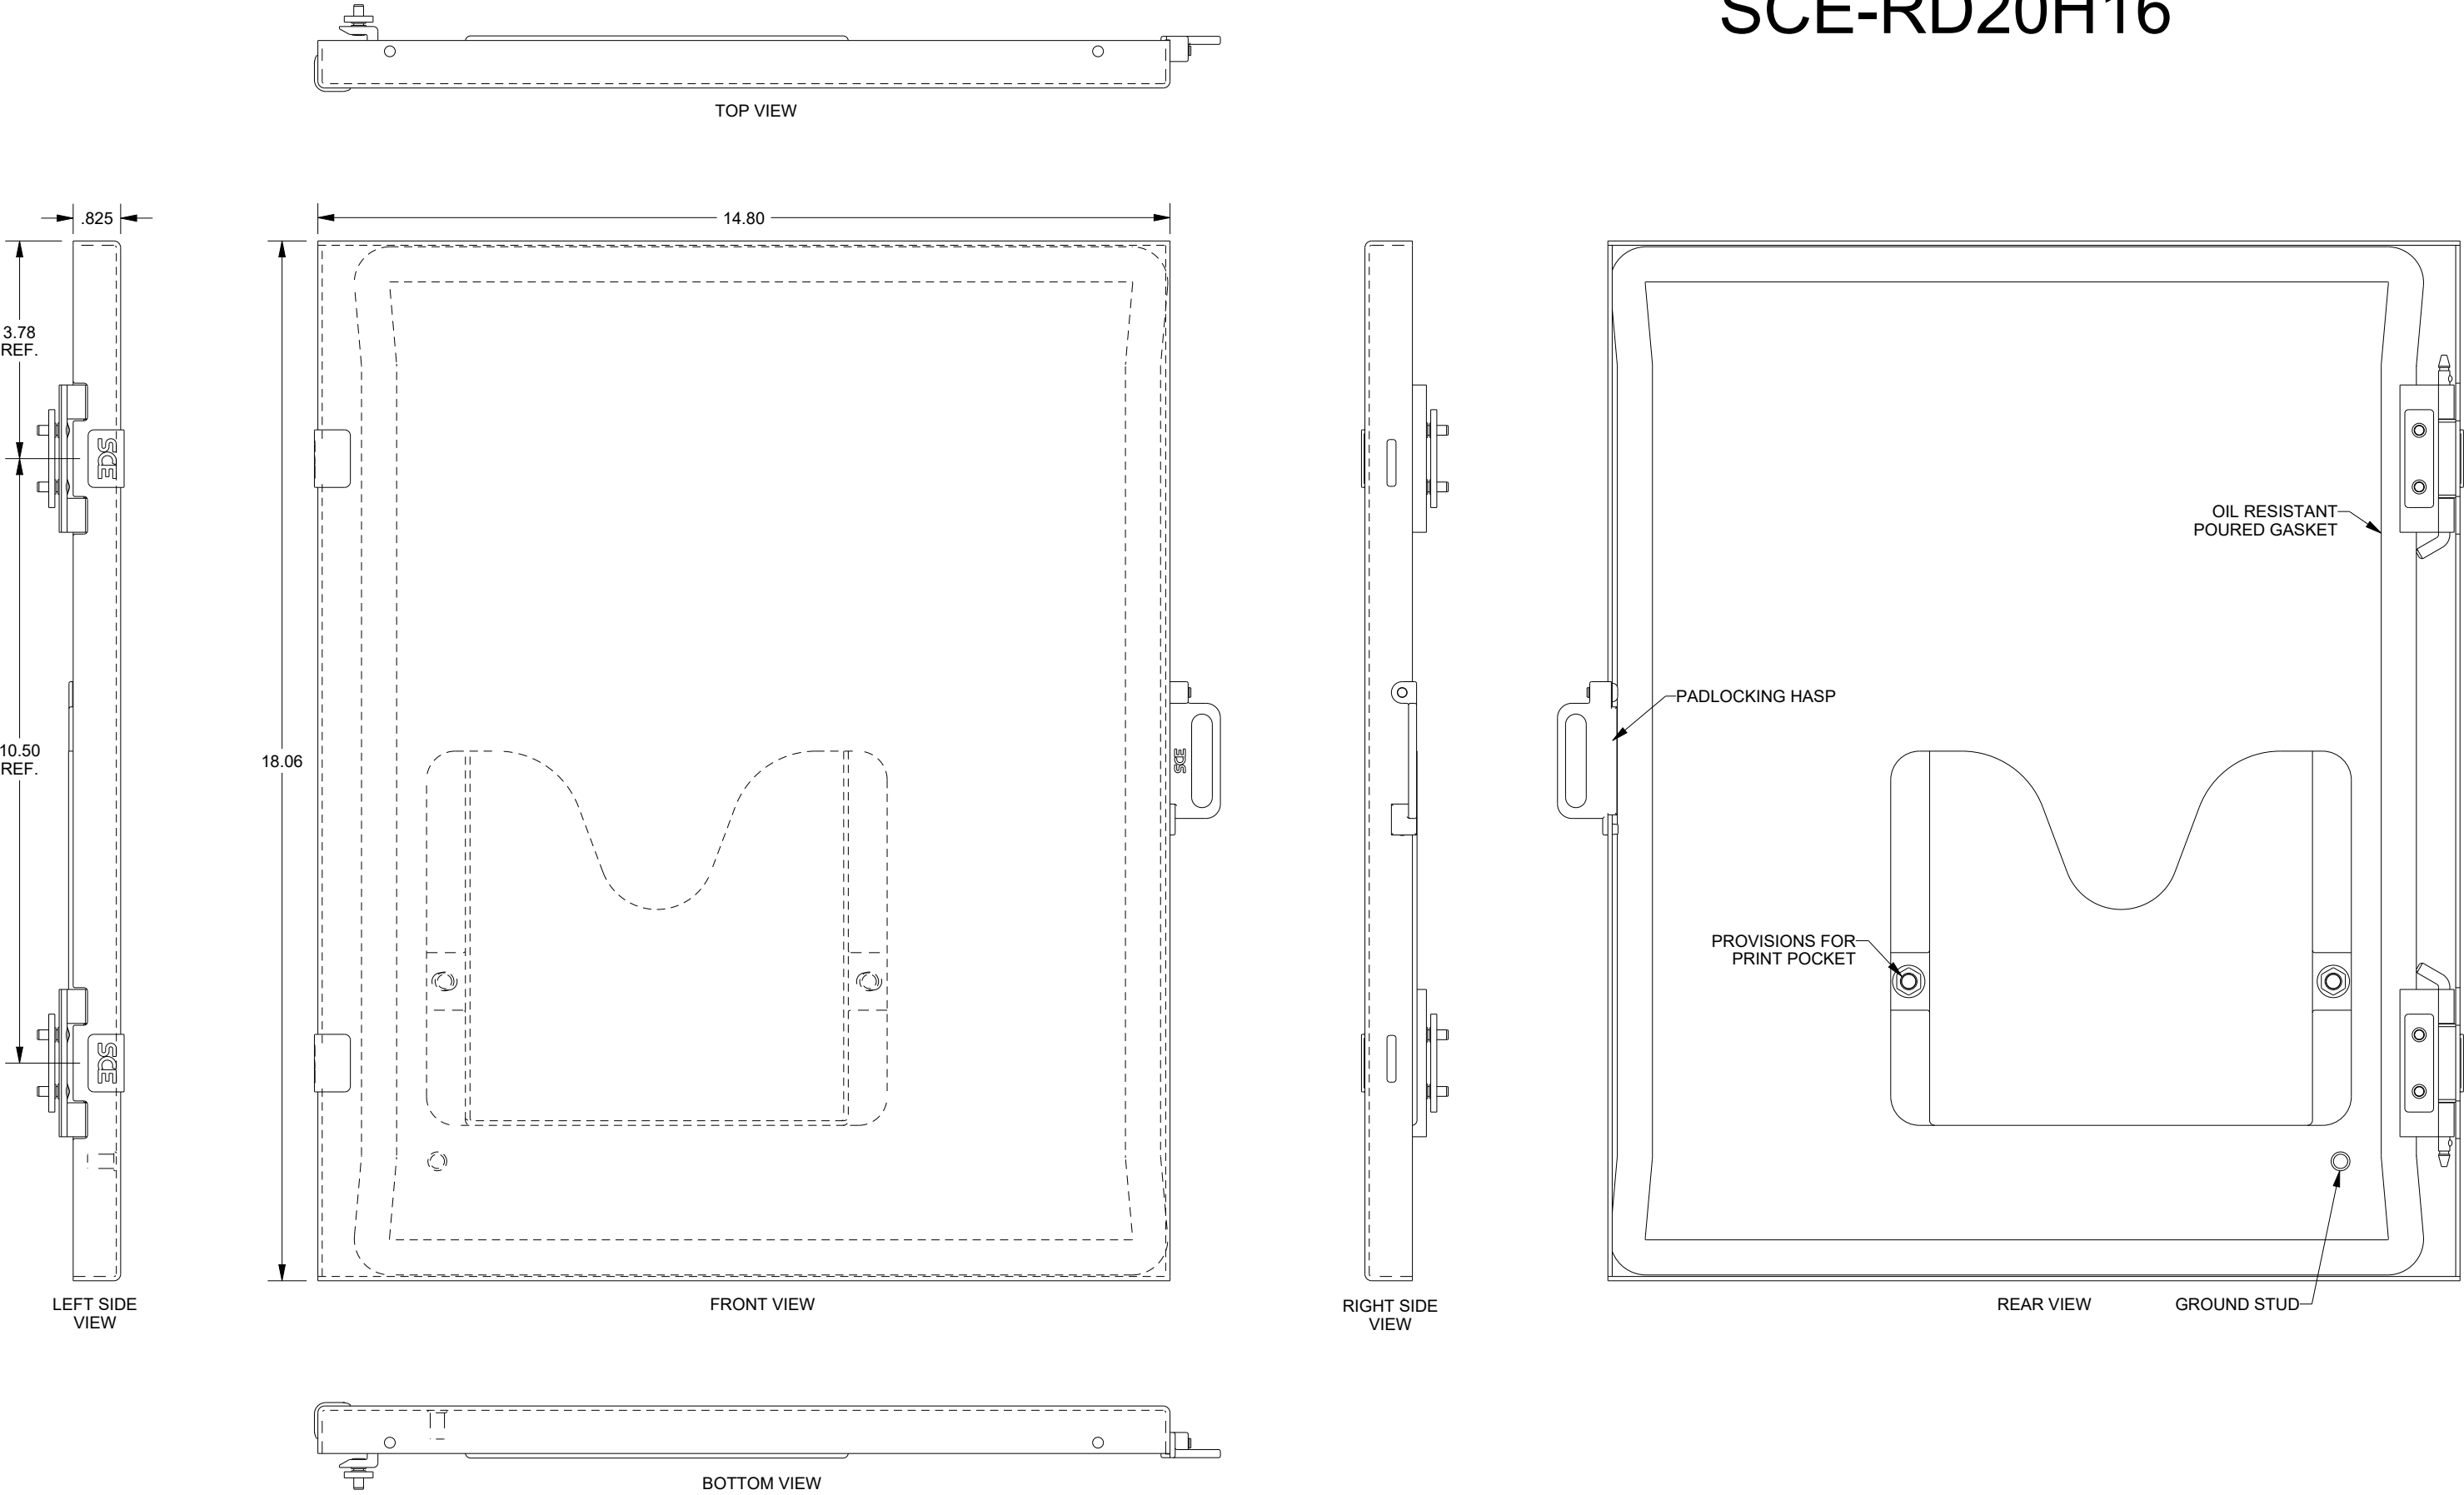 SCE-RD20H16
TOP VIEW
.825
14.80
3.78
REF.
SCE
OIL RESISTANT
POURED GASKET
PADLOCKING HASP
10.50
REF.
18.06
SCE
PROVISIONS FOR
PRINT POCKET
SCE
LEFT SIDE
VIEW
FRONT VIEW
RIGHT SIDE
VIEW
REAR VIEW
GROUND STUD
BOTTOM VIEW